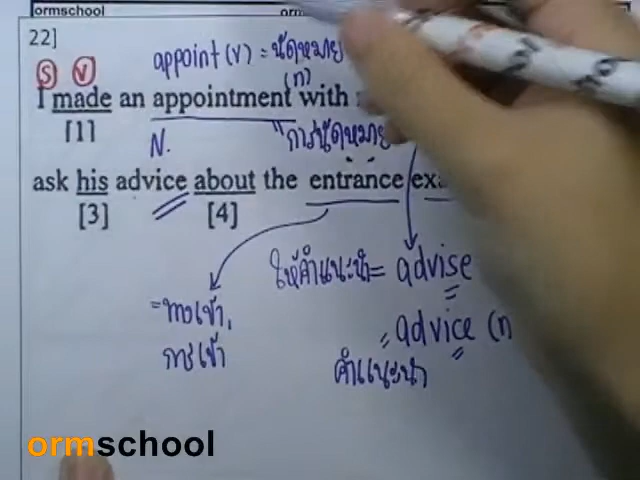 ormschool
22]
appoint (v) = นัดหมาย
S V (n)
I made an appointment with
[1] N. "การนัดหมาย
ask his advice about the entrance exa
[3] [4]
ให้คำแนะนำ = advise
= ทางเข้า,
การเข้า
= advice (n
คำแนะนำ
ormschool